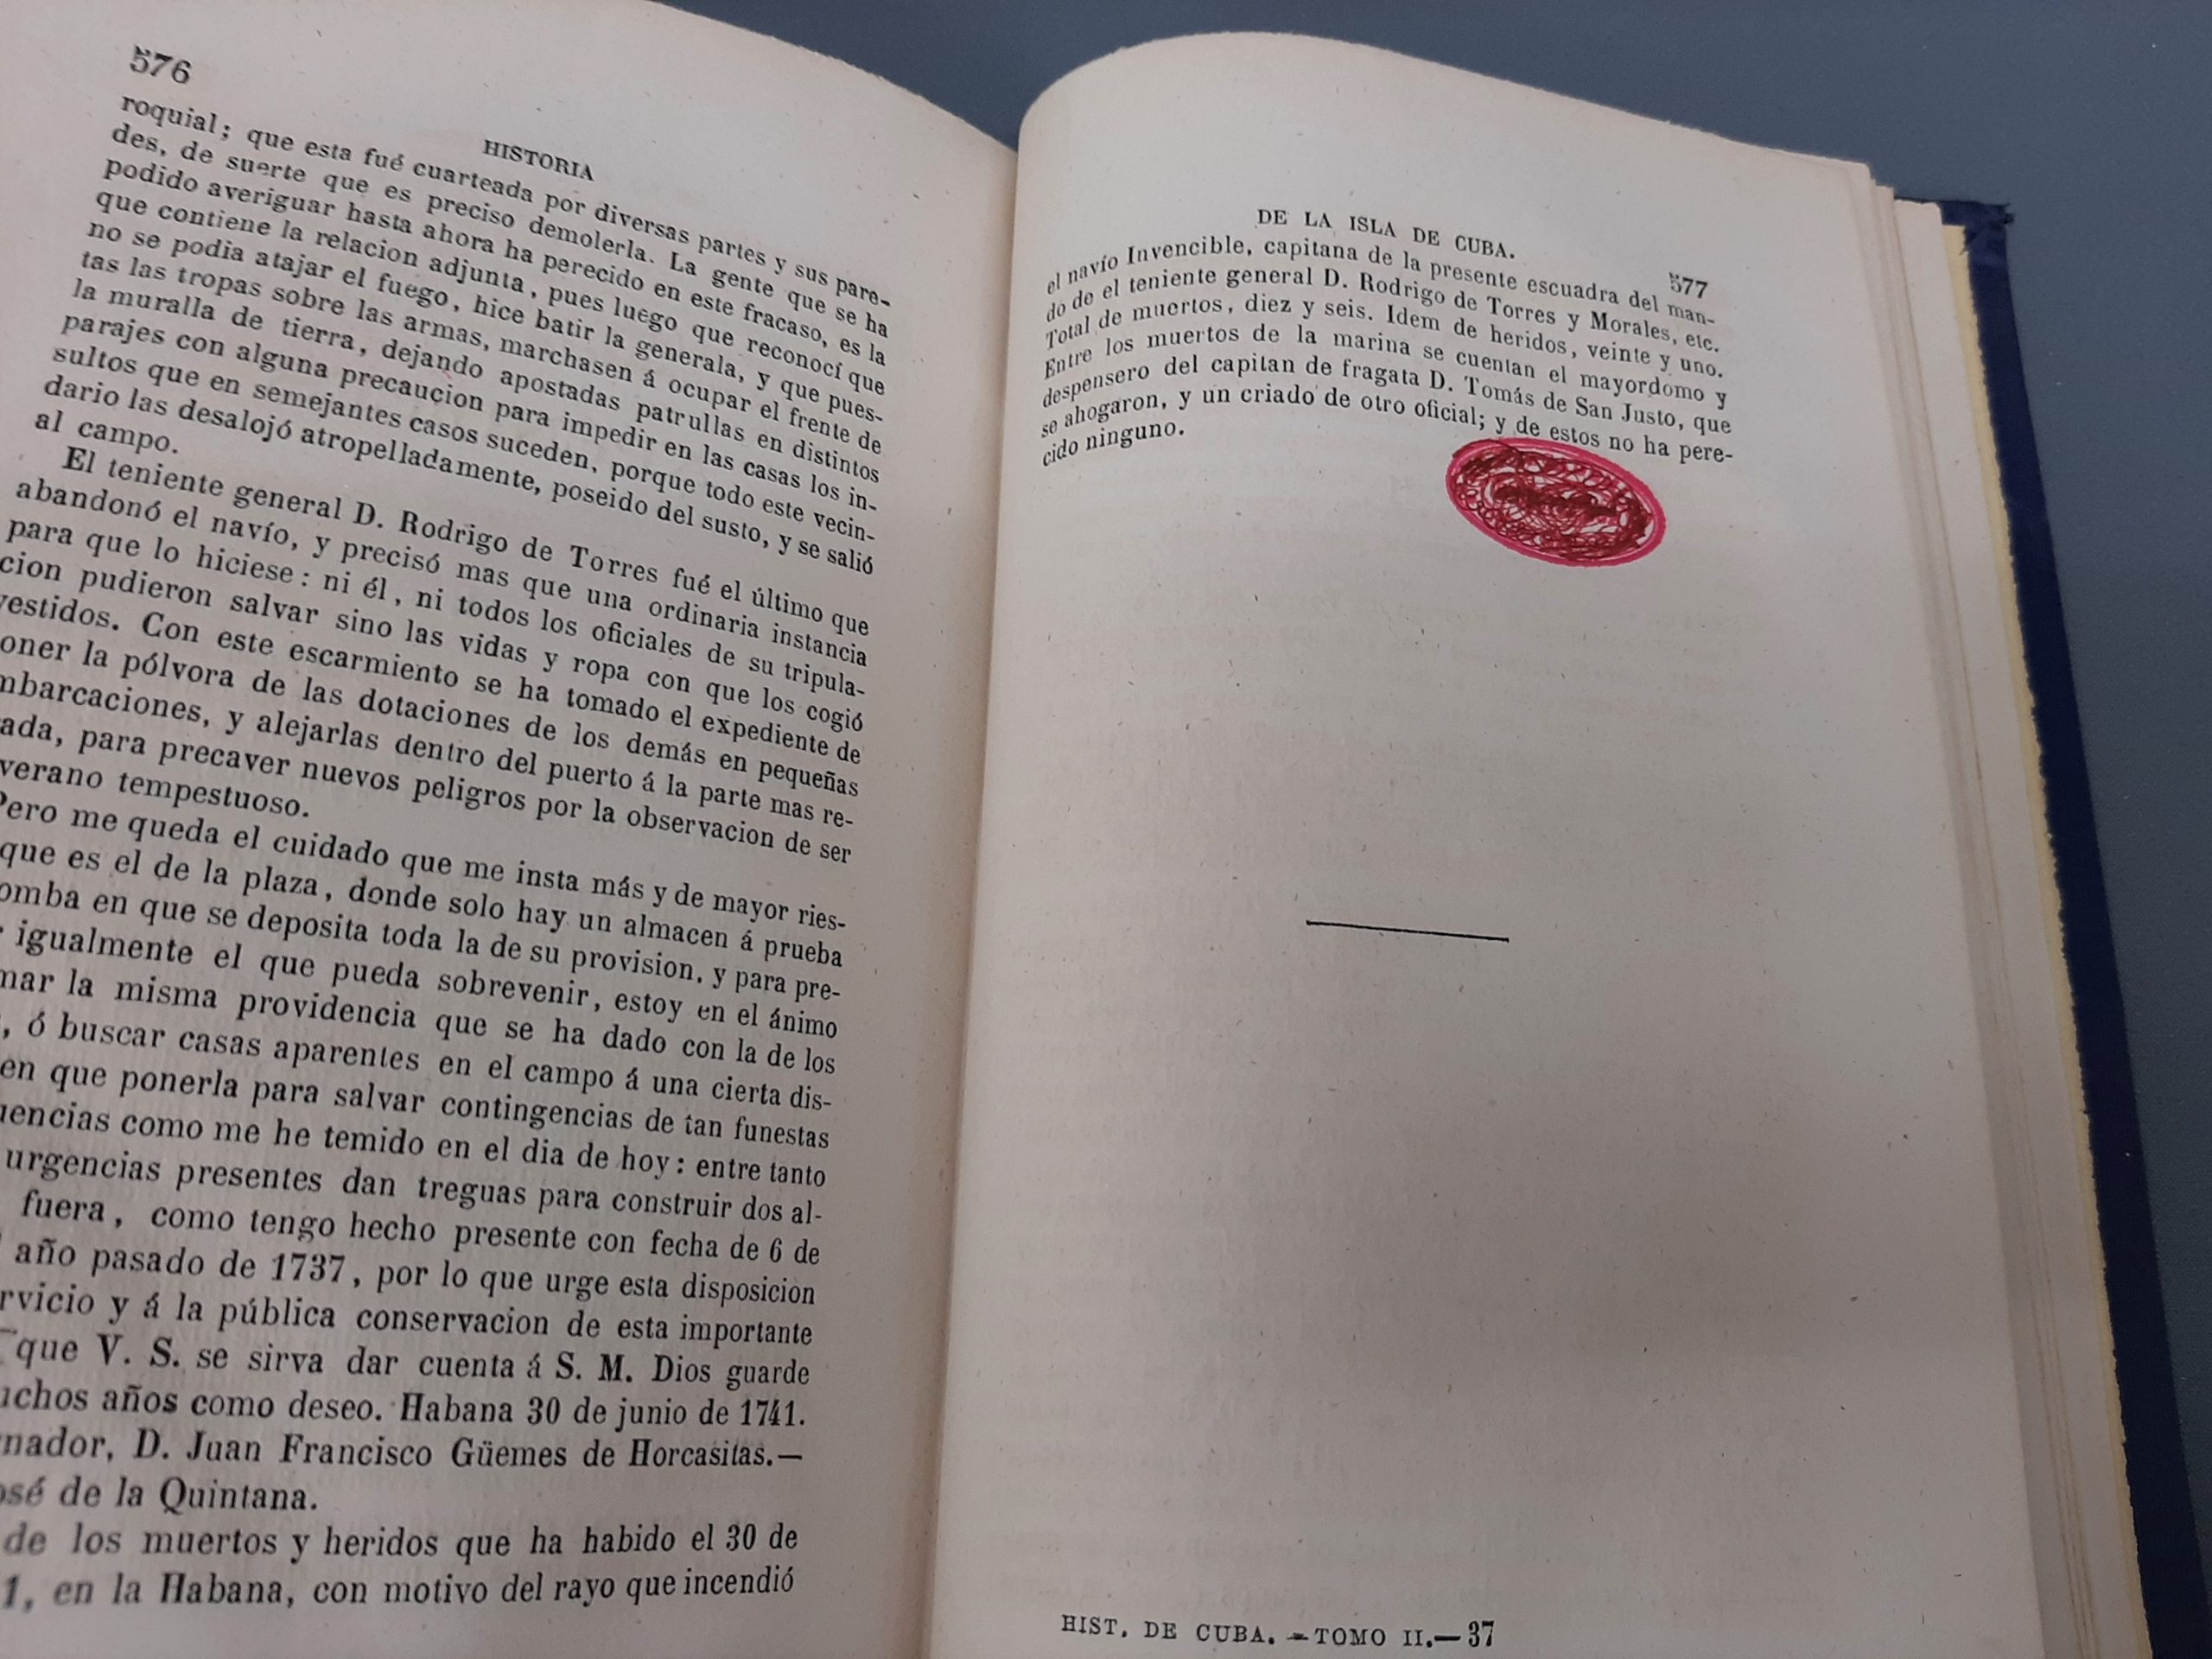 576
HISTORIA
roquial; que esta fué cuarteada por diversas partes y sus pare-
des, de suerte que es preciso demolerla. La gente que se ha
podido averiguar hasta ahora ha perecido en este fracaso, es la
que contiene la relacion adjunta, pues luego que reconocí que
no se podia atajar el fuego, hice batir la generala, y que pues-
tas las tropas sobre las armas, marchasen á ocupar el frente de
la muralla de tierra, dejando apostadas patrullas en distintos
parajes con alguna precaucion para impedir en las casas los in-
sultos que en semejantes casos suceden, porque todo este vecin-
dario las desalojó atropelladamente, poseido del susto, y se salió
al campo.
El teniente general D. Rodrigo de Torres fué el último que
abandonó el navío, y precisó mas que una ordinaria instancia
para que lo hiciese: ni él, ni todos los oficiales de su tripula-
cion pudieron salvar sino las vidas y ropa con que los cogió
vestidos. Con este escarmiento se ha tomado el expediente de
oner la pólvora de las dotaciones de los demás en pequeñas
mbarcaciones, y alejarlas dentro del puerto á la parte mas re-
ada, para precaver nuevos peligros por la observacion de ser
verano tempestuoso.
Pero me queda el cuidado que me insta más y de mayor ries-
que es el de la plaza, donde solo hay un almacen á prueba
omba en que se deposita toda la de su provision, y para pre-
igualmente el que pueda sobrevenir, estoy en el ánimo
mar la misma providencia que se ha dado con la de los
, ó buscar casas aparentes en el campo á una cierta dis-
en que ponerla para salvar contingencias de tan funestas
uencias como me he temido en el dia de hoy: entre tanto
urgencias presentes dan treguas para construir dos al-
fuera, como tengo hecho presente con fecha de 6 de
año pasado de 1737, por lo que urge esta disposicion
rvicio y á la pública conservacion de esta importante
que V. S. se sirva dar cuenta á S. M. Dios guarde
uchos años como deseo. Habana 30 de junio de 1741.
rnador, D. Juan Francisco Güemes de Horcasitas.—
osé de la Quintana.
de los muertos y heridos que ha habido el 30 de
1, en la Habana, con motivo del rayo que incendió
DE LA ISLA DE CUBA.
577
el navío Invencible, capitana de la presente escuadra del man-
do de el teniente general D. Rodrigo de Torres y Morales, etc.
Total de muertos, diez y seis. Idem de heridos, veinte y uno.
Entre los muertos de la marina se cuentan el mayordomo y
despensero del capitan de fragata D. Tomás de San Justo, que
se ahogaron, y un criado de otro oficial; y de estos no ha pere-
cido ninguno.
HIST. DE CUBA.—TOMO II.—37